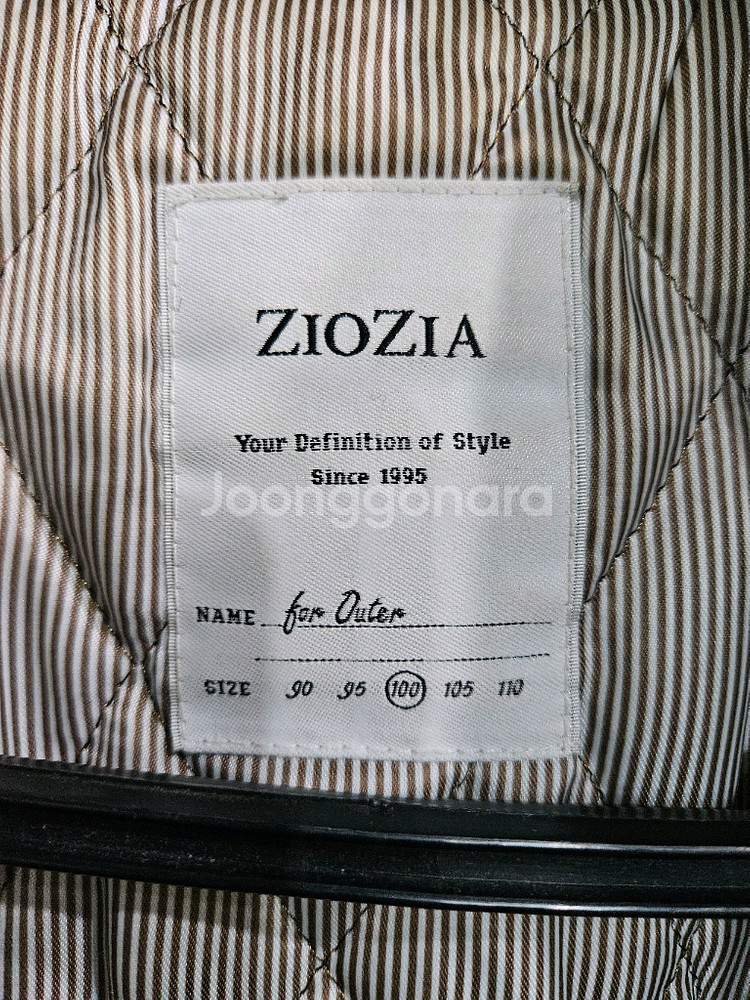 ZIOZIA
Your Definition of Style
Since 1995
Joonggonara
NAME for Outer
SIZE 90 95 100 105 110